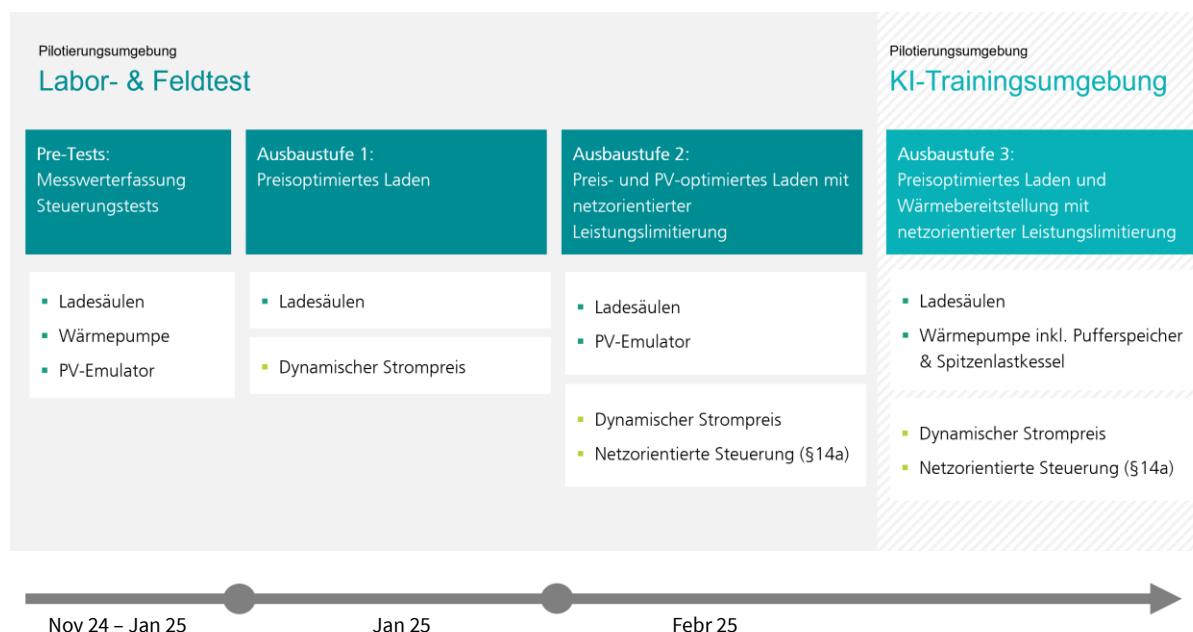 Pilotierungsumgebung
Labor- & Feldtest
Pilotierungsumgebung
KI-Trainingsumgebung
Pre-Tests:
Messwerterfassung
Steuerungstests
Ausbaustufe 1:
Preisoptimiertes Laden
Ausbaustufe 2:
Preis- und PV-optimiertes Laden mit
netzorientierter
Leistungslimitierung
Ausbaustufe 3:
Preisoptimiertes Laden und
Wärmebereitstellung mit
netzorientierter Leistungslimitierung
▪ Ladesäulen
▪ Wärmepumpe
▪ PV-Emulator
▪ Ladesäulen
▪ Dynamischer Strompreis
▪ Ladesäulen
▪ PV-Emulator
▪ Dynamischer Strompreis
▪ Netzorientierte Steuerung (§14a)
▪ Ladesäulen
▪ Wärmepumpe inkl. Pufferspeicher
& Spitzenlastkessel
▪ Dynamischer Strompreis
▪ Netzorientierte Steuerung (§14a)
Nov 24 – Jan 25
Jan 25
Febr 25